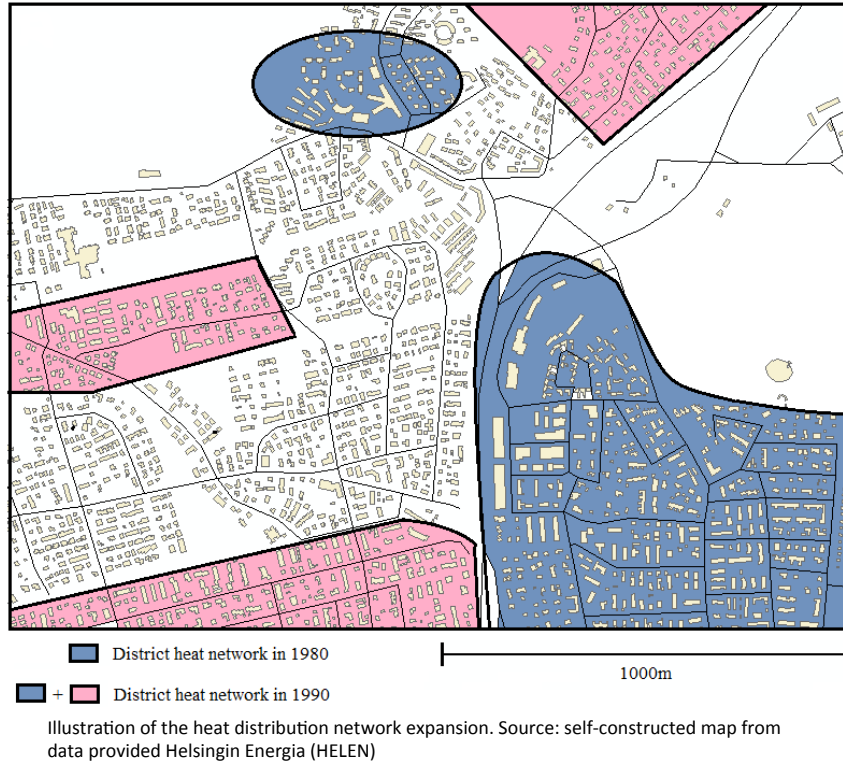 District heat network in 1980
1000m
+ District heat network in 1990
Illustration of the heat distribution network expansion. Source: self-constructed map from
data provided Helsingin Energia (HELEN)